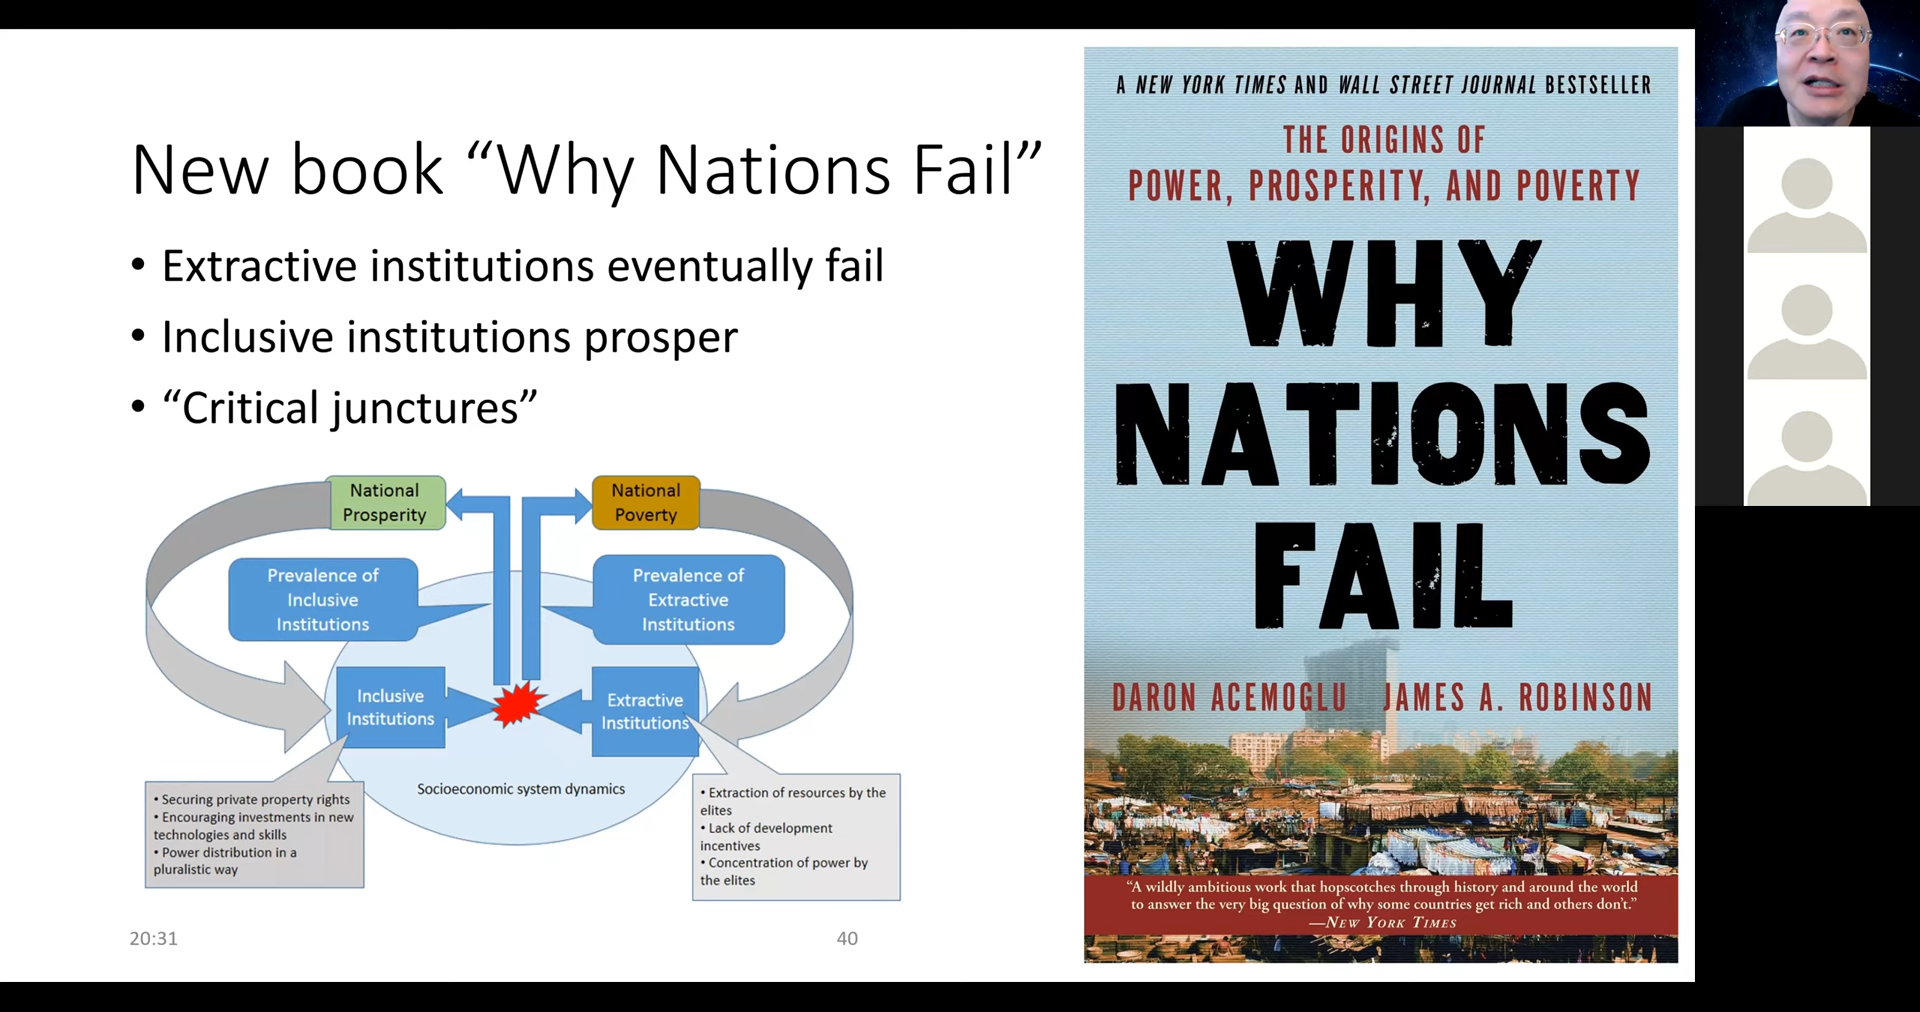 New book “Why Nations Fail”
• Extractive institutions eventually fail
• Inclusive institutions prosper
• “Critical junctures”
National
Prosperity
National
Poverty
Prevalence of
Inclusive
Institutions
Prevalence of
Extractive
Institutions
Inclusive
Institutions
Extractive
Institutions
Socioeconomic system dynamics
• Securing private property rights
• Encouraging investments in new
technologies and skills
• Power distribution in a
pluralistic way
• Extraction of resources by the
elites
• Lack of development
incentives
• Concentration of power by
the elites
20:31
40
A NEW YORK TIMES AND WALL STREET JOURNAL BESTSELLER
THE ORIGINS OF
POWER, PROSPERITY, AND POVERTY
WHY
NATIONS
FAIL
DARON ACEMOGLU JAMES A. ROBINSON
“A wildly ambitious work that hopscotches through history and around the world
to answer the very big question of why some countries get rich and others don’t.”
—NEW YORK TIMES